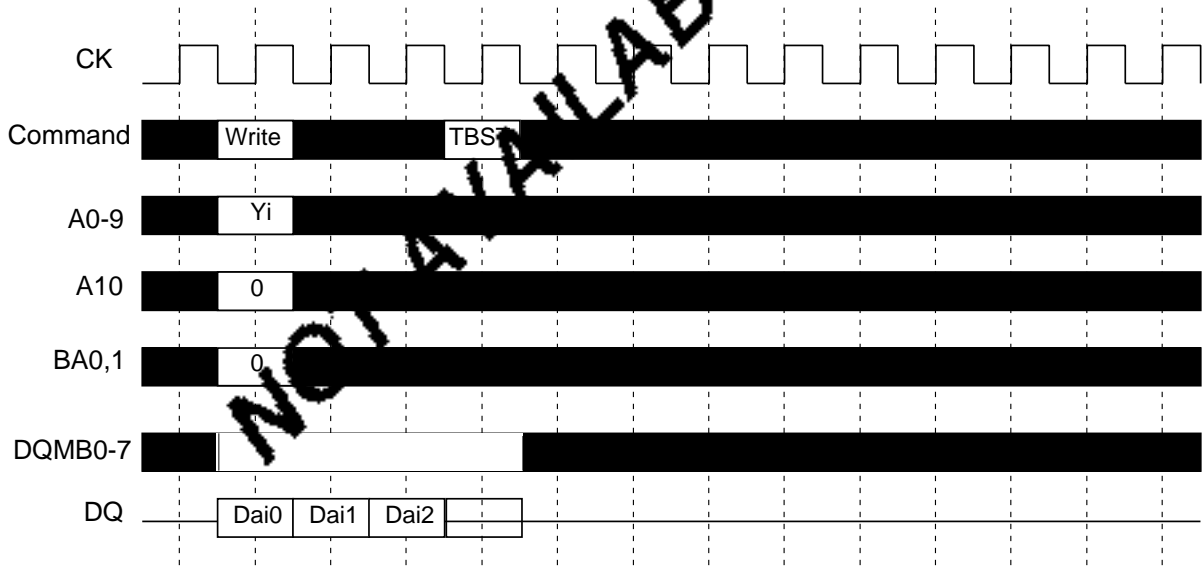 CK
Command Write TBST
A0-9 Yi
A10 0
BA0,1 0
DQMB0-7
DQ Dai0 Dai1 Dai2
NOT AVAILAB